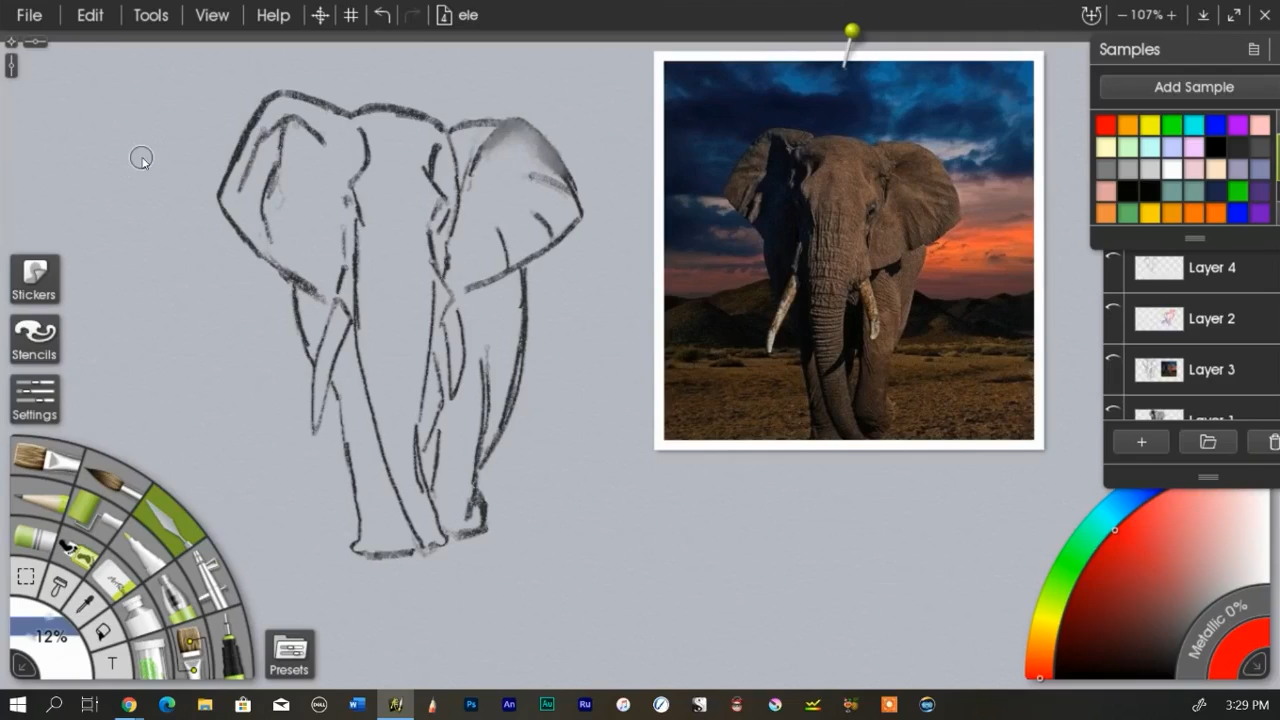 File Edit Tools View Help ele − 107% +
Samples
Add Sample
Layer 4
Layer 2
Layer 3
Stickers
Stencils
Settings
12%
T
Presets
Metallic 0%
3:29 PM